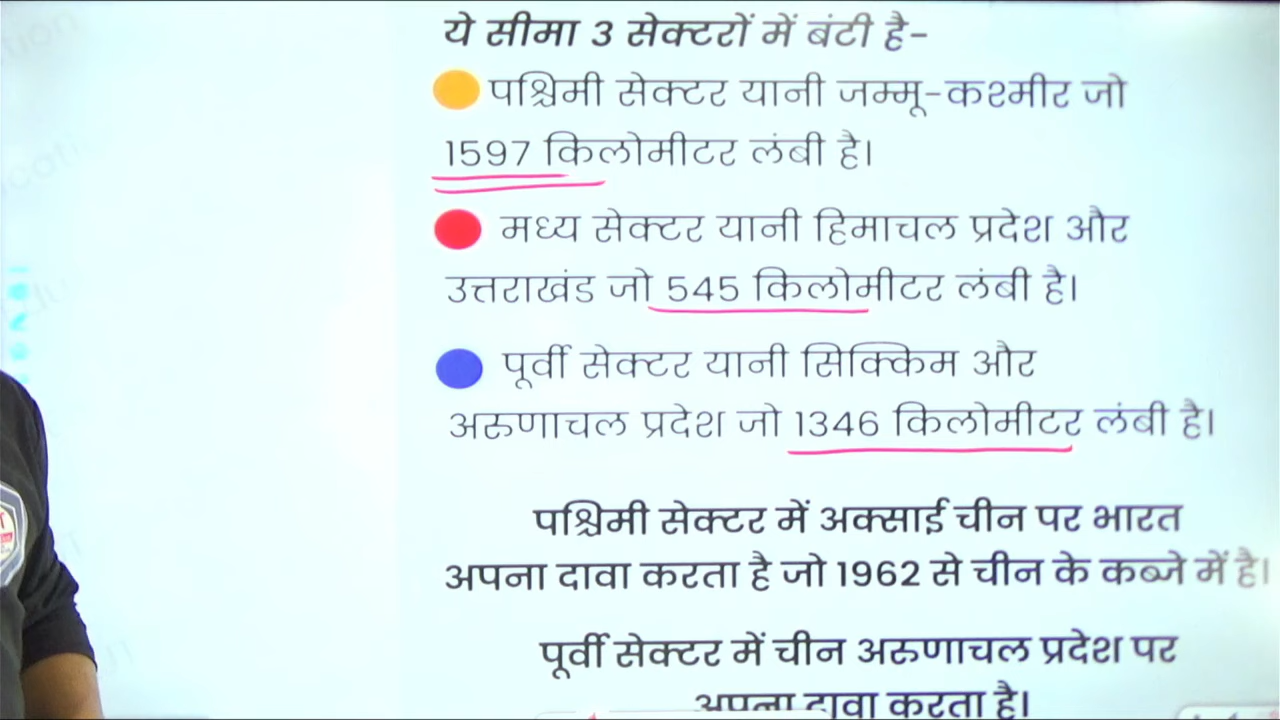 ये सीमा 3 सेक्टरों में बंटी है-
पश्चिमी सेक्टर यानी जम्मू-कश्मीर जो
1597 किलोमीटर लंबी है।
मध्य सेक्टर यानी हिमाचल प्रदेश और
उत्तराखंड जो 545 किलोमीटर लंबी है।
पूर्वी सेक्टर यानी सिक्किम और
अरुणाचल प्रदेश जो 1346 किलोमीटर लंबी है।
पश्चिमी सेक्टर में अक्साई चीन पर भारत
अपना दावा करता है जो 1962 से चीन के कब्जे में है।
पूर्वी सेक्टर में चीन अरुणाचल प्रदेश पर
अपना दावा करता है।